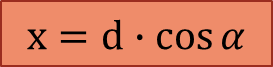 x = d · cos α